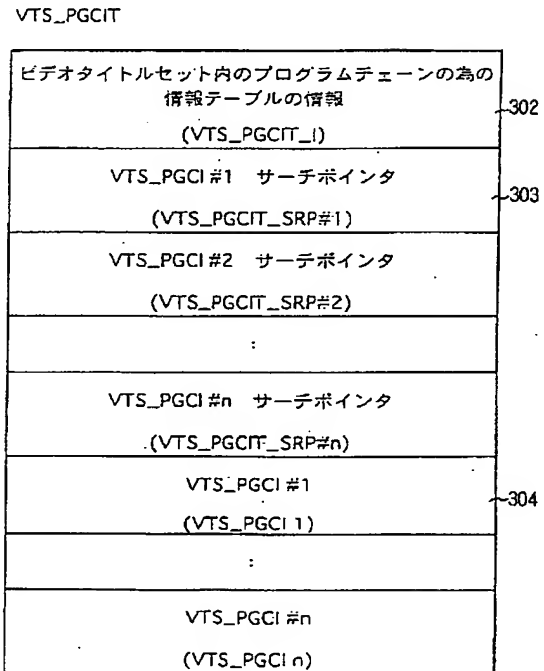 VTS_PGCIT
ビデオタイトルセット内のプログラムチェーンの為の
情報テーブルの情報
(VTS_PGCIT_I)
302
VTS_PGCI #1 サーチポインタ
303
(VTS_PGCIT_SRP#1)
VTS_PGCI #2 サーチポインタ
(VTS_PGCIT_SRP#2)
:
VTS_PGCI #n サーチポインタ
(VTS_PGCIT_SRP#n)
VTS_PGCI #1
304
(VTS_PGCI 1)
:
VTS_PGCI #n
(VTS_PGCI n)